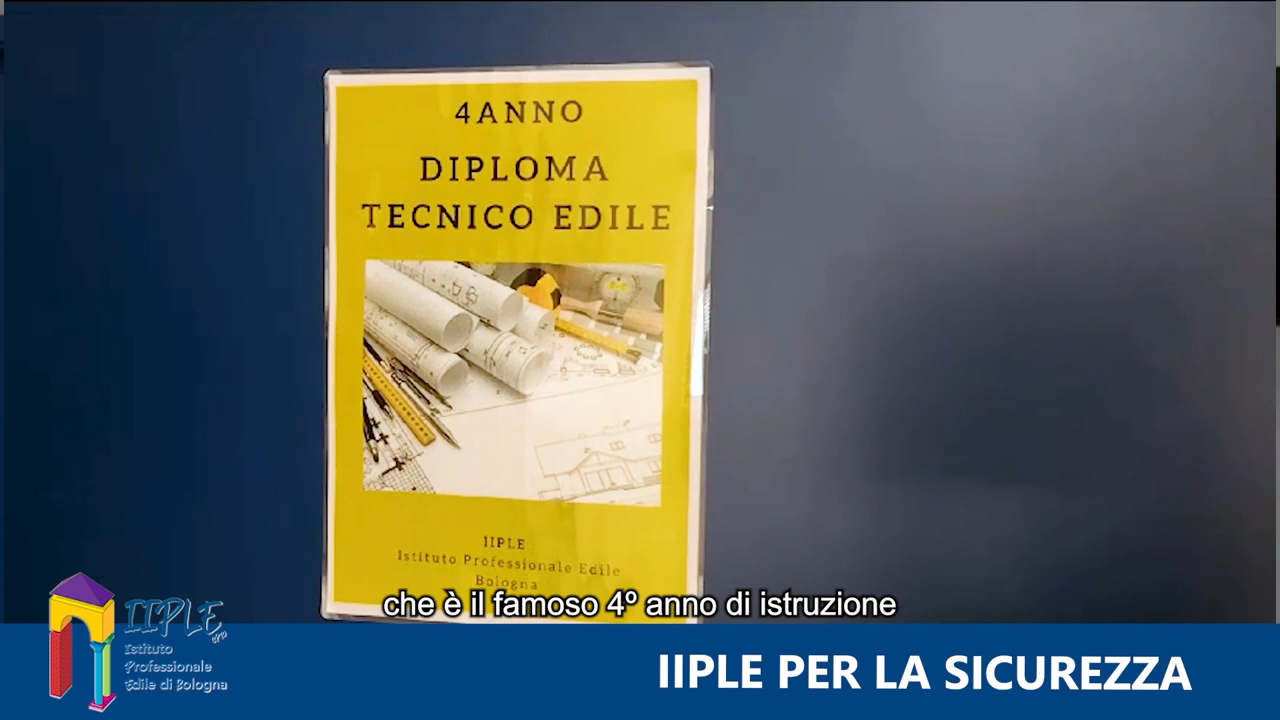 4ANNO
DIPLOMA
TECNICO EDILE
IIPLE
Istituto Professionale Edile
Bologna
che è il famoso 4º anno di istruzione
IIPLE
Istituto
Professionale
Edile di Bologna
IIPLE PER LA SICUREZZA